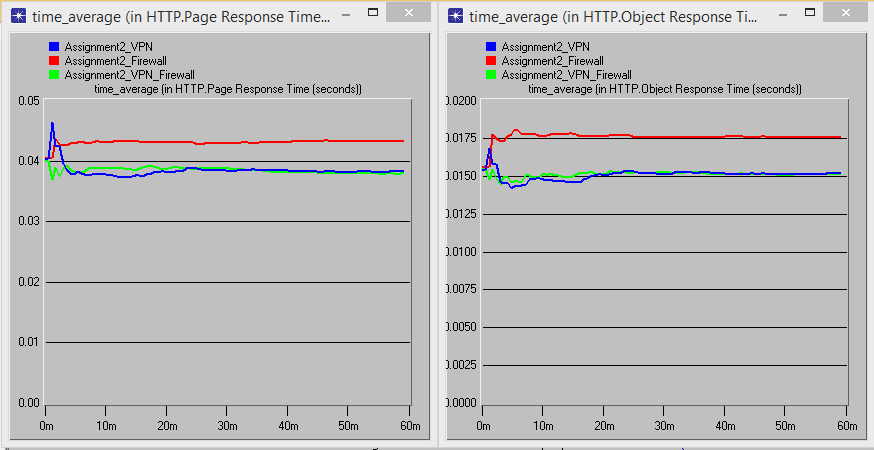 time_average (in HTTP.Page Response Time...
Assignment2_VPN
Assignment2_Firewall
Assignment2_VPN_Firewall
time_average (in HTTP.Page Response Time (seconds))
0.05
0.04
0.03
0.02
0.01
0.00
0m 10m 20m 30m 40m 50m 60m
time_average (in HTTP.Object Response Ti...
Assignment2_VPN
Assignment2_Firewall
Assignment2_VPN_Firewall
time_average (in HTTP.Object Response Time (seconds))
0.0200
0.0175
0.0150
0.0125
0.0100
0.0075
0.0050
0.0025
0.0000
0m 10m 20m 30m 40m 50m 60m